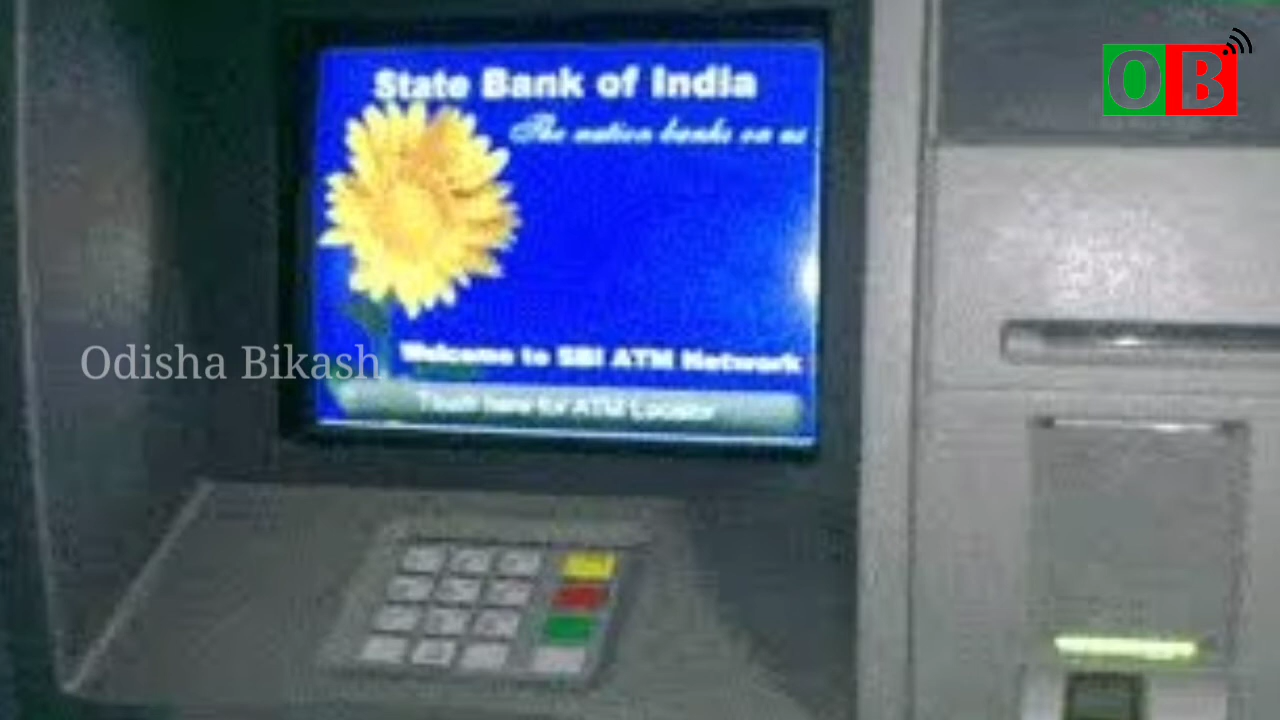 OB
State Bank of India
The nation banks on us
Odisha Bikash
Welcome to SBI ATM Network
Touch here for ATM Locator